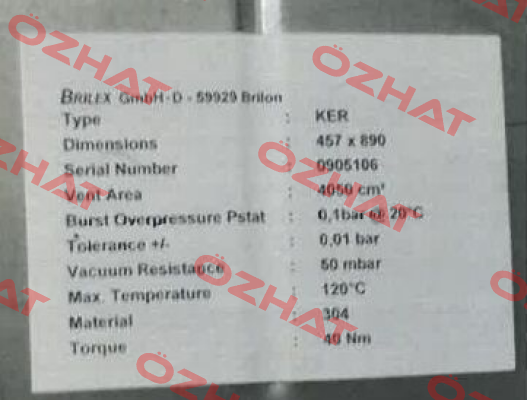 BRILEX GmbH - D - 59929 Brilon
Type : KER
Dimensions : 457 x 890
Serial Number : 0905106
Vent Area : 4050 cm²
Burst Overpressure Pstat : 0,1bar @ 20°C
Tolerance +/- : 0,01 bar
Vacuum Resistance : 50 mbar
Max. Temperature : 120°C
Material : 304
Torque : 40 Nm
ÖZHAT
ÖZHAT
ÖZHAT
ÖZHAT
ÖZHAT
ÖZHAT